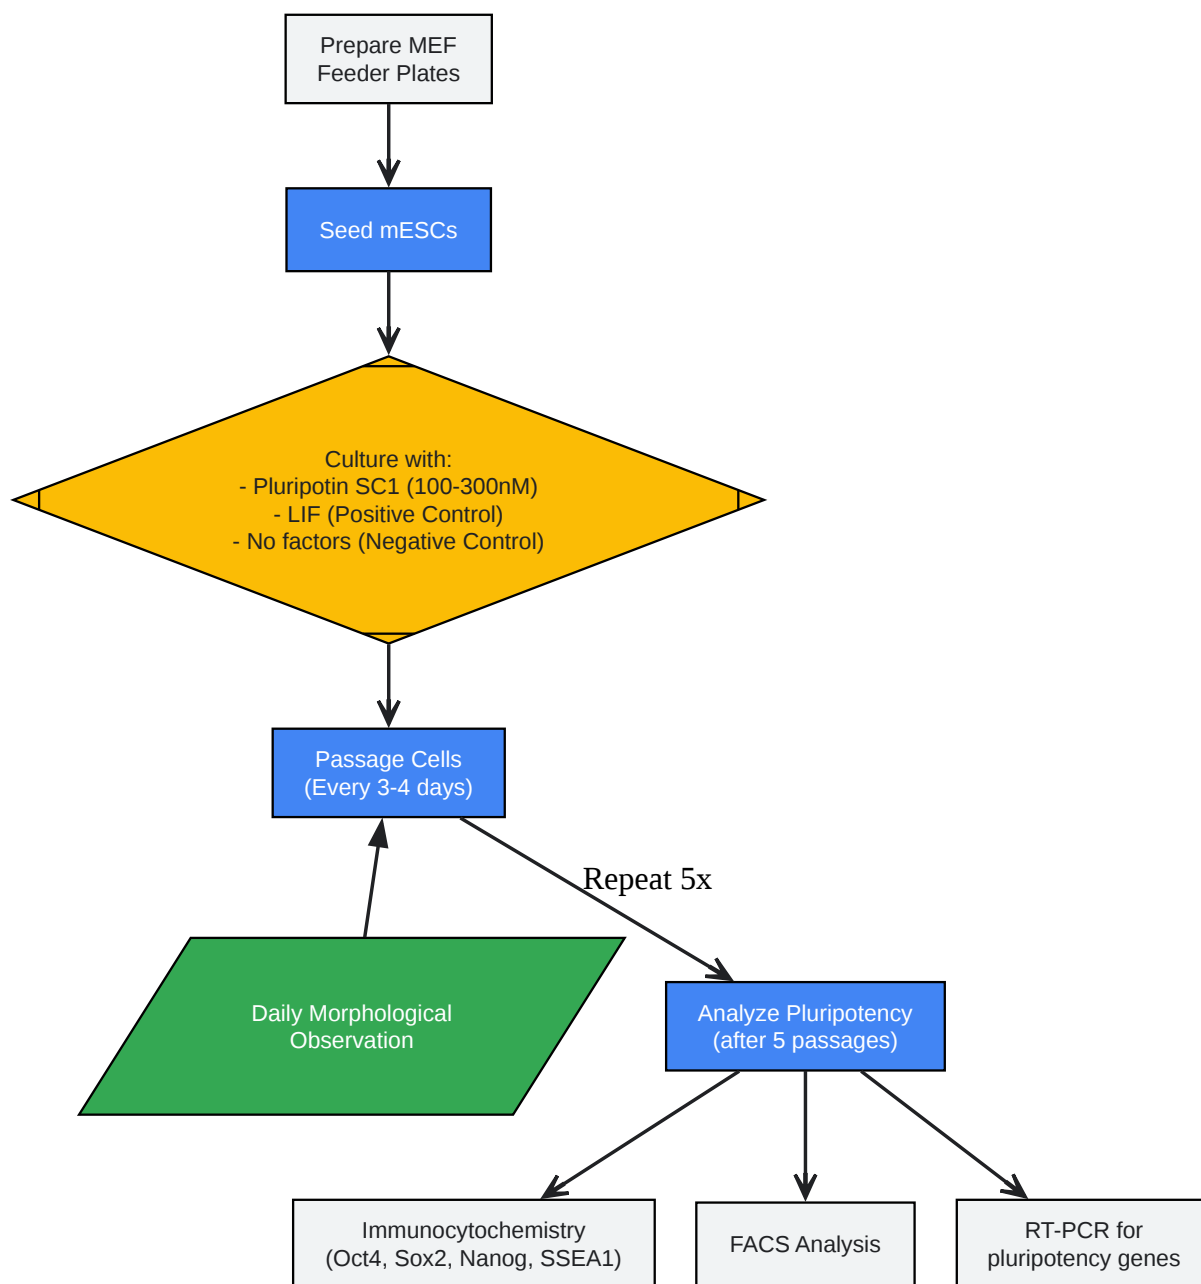 Prepare MEF
Feeder Plates
Seed mESCs
Culture with:
- Pluripotin SC1 (100-300nM)
- LIF (Positive Control)
- No factors (Negative Control)
Passage Cells
(Every 3-4 days)
Repeat 5x
Daily Morphological
Observation
Analyze Pluripotency
(after 5 passages)
Immunocytochemistry
(Oct4, Sox2, Nanog, SSEA1)
FACS Analysis
RT-PCR for
pluripotency genes